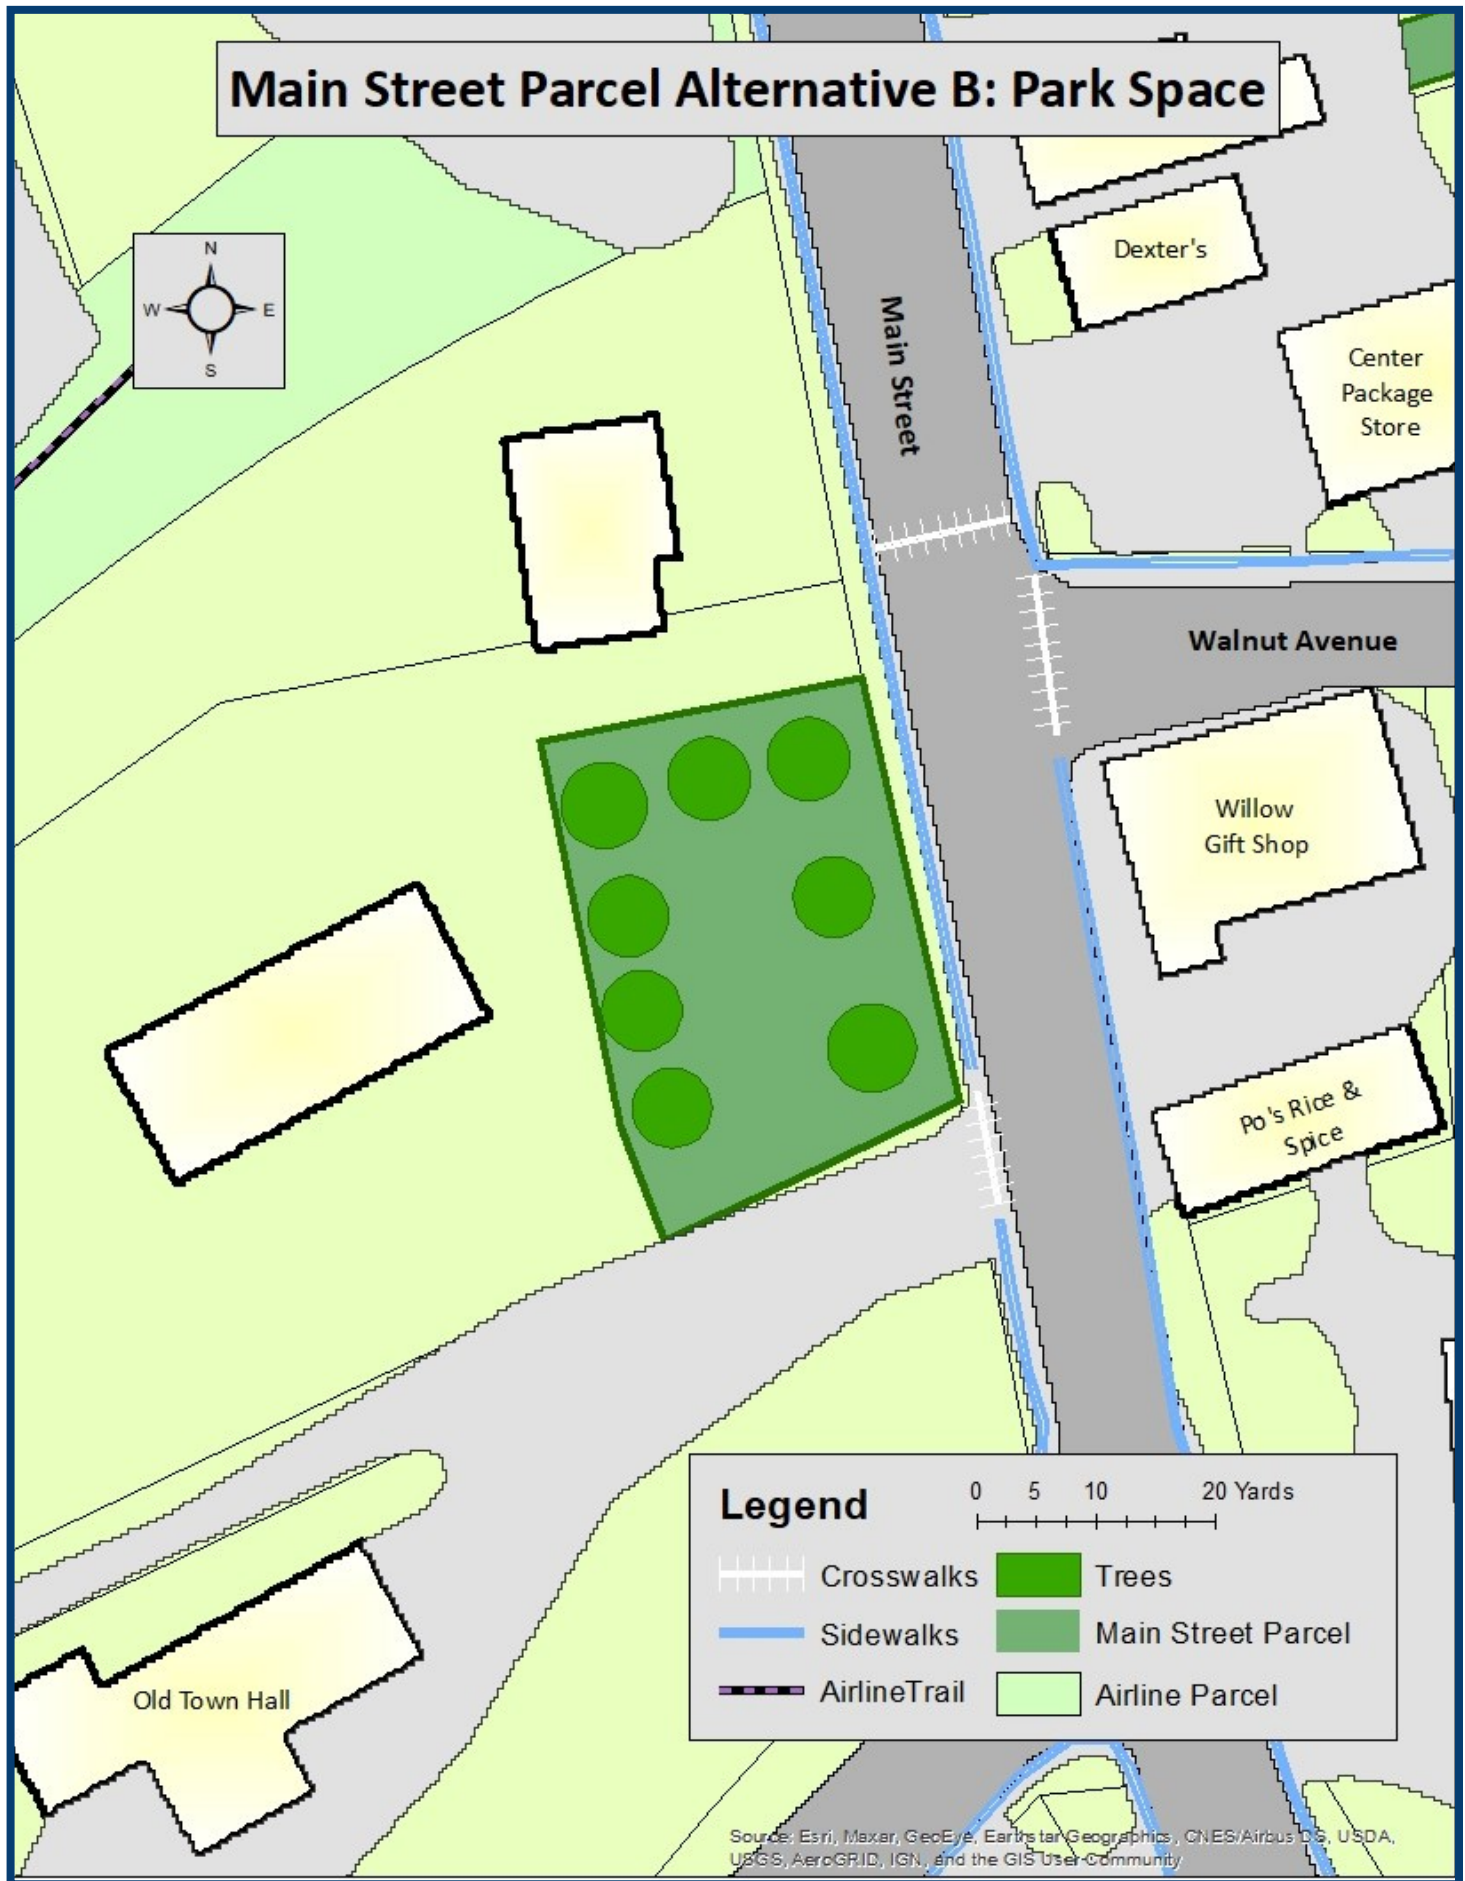 Main Street Parcel Alternative B: Park Space
N
W
E
S
Dexter's
Main Street
Center
Package
Store
Walnut Avenue
Willow
Gift Shop
Po's Rice &
Spice
Old Town Hall
Legend
0 5 10 20 Yards
Crosswalks
Trees
Sidewalks
Main Street Parcel
AirlineTrail
Airline Parcel
Source: Esri, Maxar, GeoEye, Earthstar Geographics, CNES/Airbus DS, USDA,
USGS, AeroGRID, IGN, and the GIS User Community